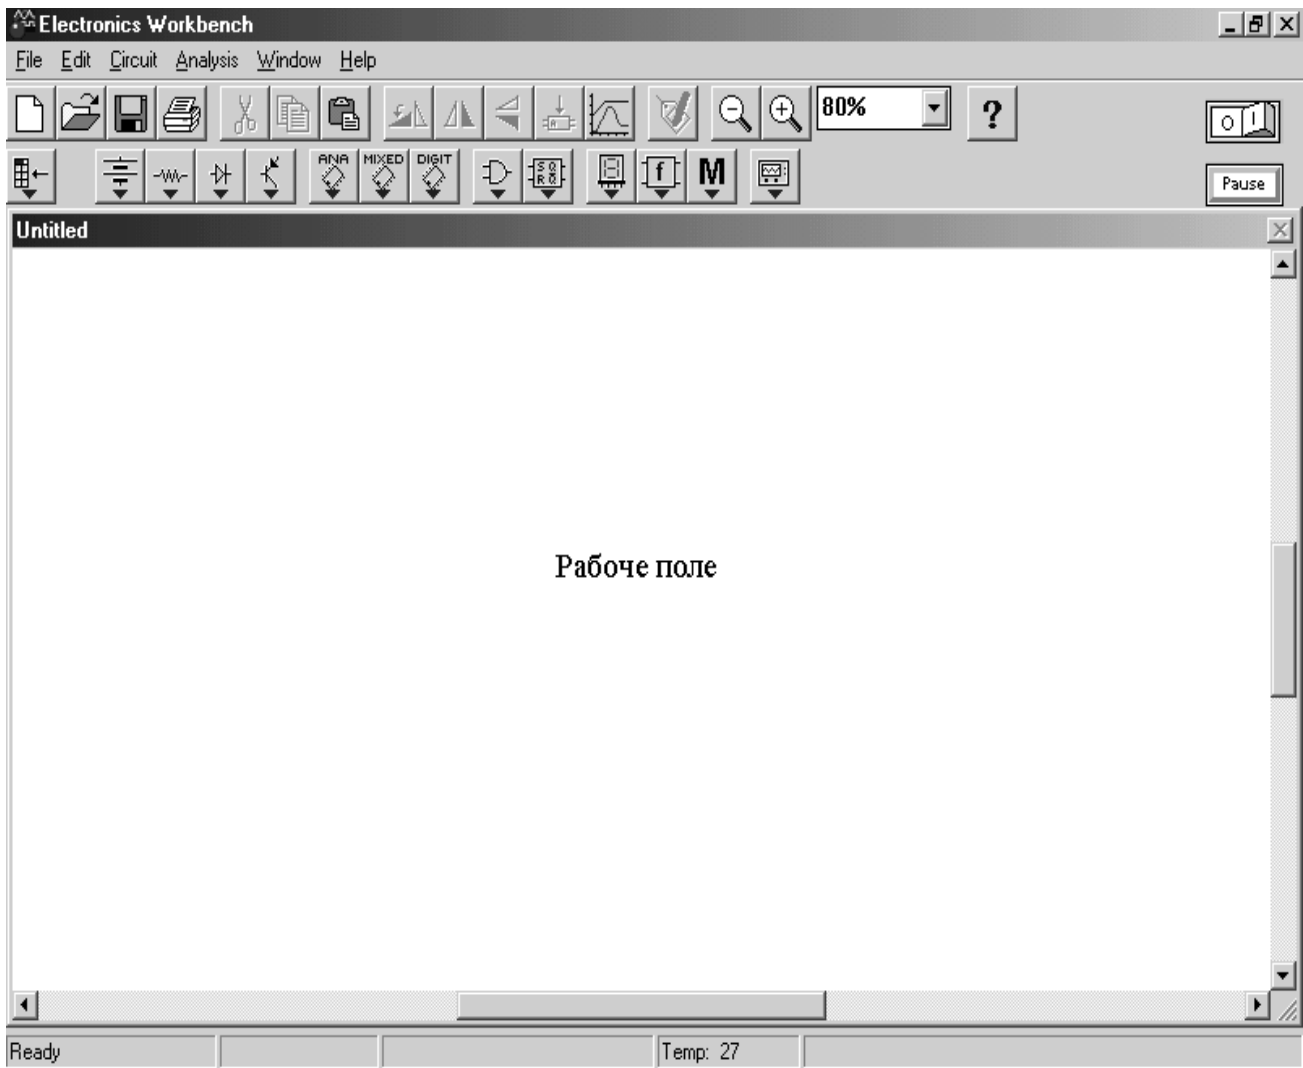 Electronics Workbench
File Edit Circuit Analysis Window Help
80% ?
ANA MIXED DIGIT f M
Pause
Untitled
Рабоче поле
Ready Temp: 27